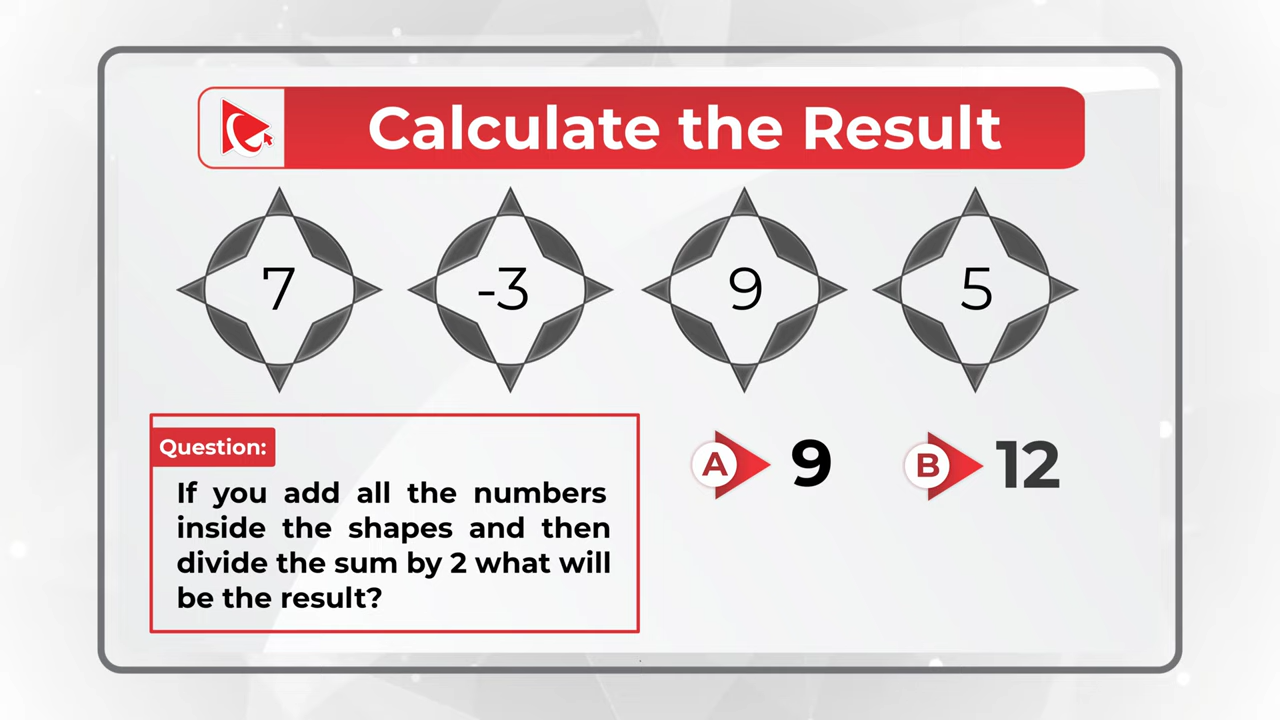 Calculate the Result
7 -3 9 5
Question:
If you add all the numbers
inside the shapes and then
divide the sum by 2 what will
be the result?
A 9 B 12